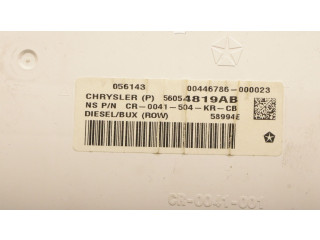 056143 00446786-000023
CHRYSLER (P) 56054819AB
NS P/N CR-0041-504-KR-CB
DIESEL/BUX (ROW) 58994E
CR-0041-001